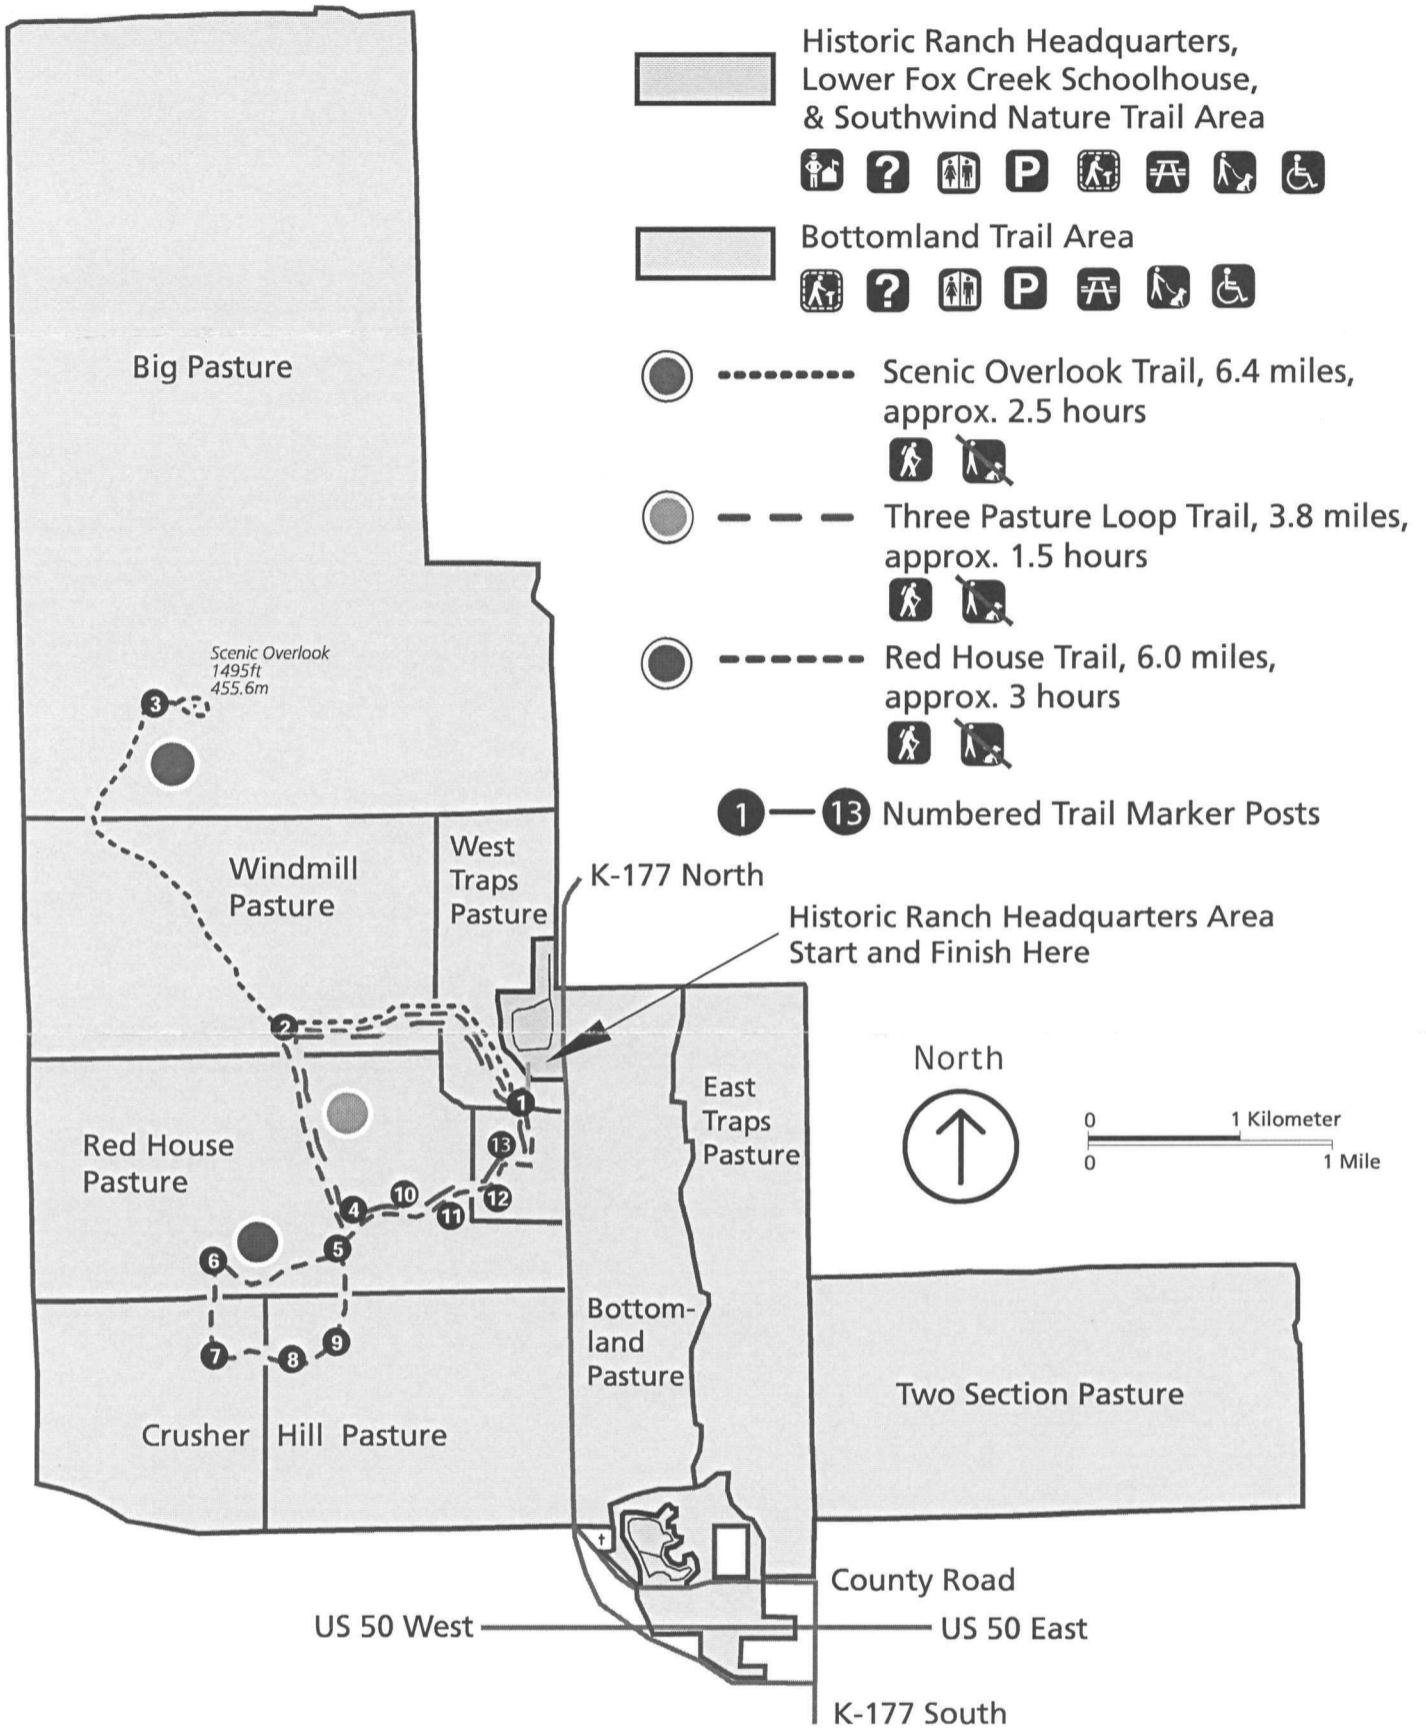 Historic Ranch Headquarters,
Lower Fox Creek Schoolhouse,
& Southwind Nature Trail Area
?
P
Bottomland Trail Area
?
P
Scenic Overlook Trail, 6.4 miles,
approx. 2.5 hours
Three Pasture Loop Trail, 3.8 miles,
approx. 1.5 hours
Red House Trail, 6.0 miles,
approx. 3 hours
1 — 13 Numbered Trail Marker Posts
Big Pasture
Scenic Overlook
1495ft
455.6m
3
Windmill
Pasture
West
Traps
Pasture
K-177 North
Historic Ranch Headquarters Area
Start and Finish Here
2
1
North
0 1 Kilometer
0 1 Mile
East
Traps
Pasture
Red House
Pasture
13
12
10
11
4
5
6
7
8
9
Bottom-
land
Pasture
Two Section Pasture
Crusher Hill Pasture
County Road
US 50 West
US 50 East
K-177 South